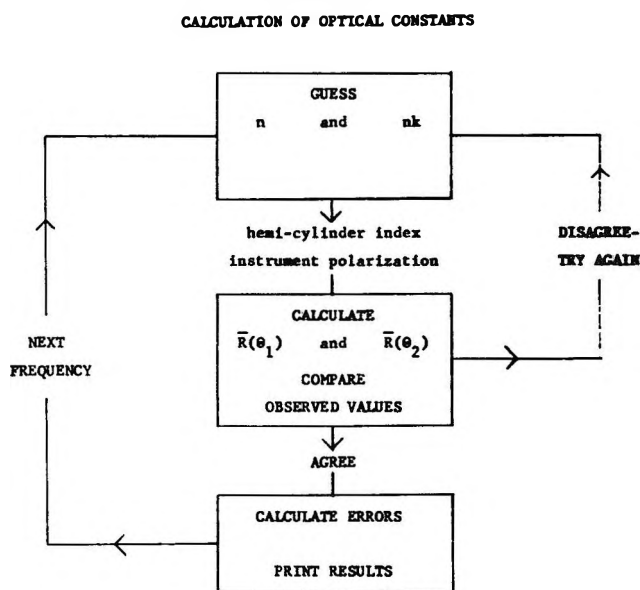 CALCULATION OF OPTICAL CONSTANTS
GUESS
n and nk
hemi-cylinder index
instrument polarization
DISAGREE-
TRY AGAIN
CALCULATE
R̅(θ₁) and R̅(θ₂)
COMPARE
OBSERVED VALUES
NEXT
FREQUENCY
AGREE
CALCULATE ERRORS
PRINT RESULTS